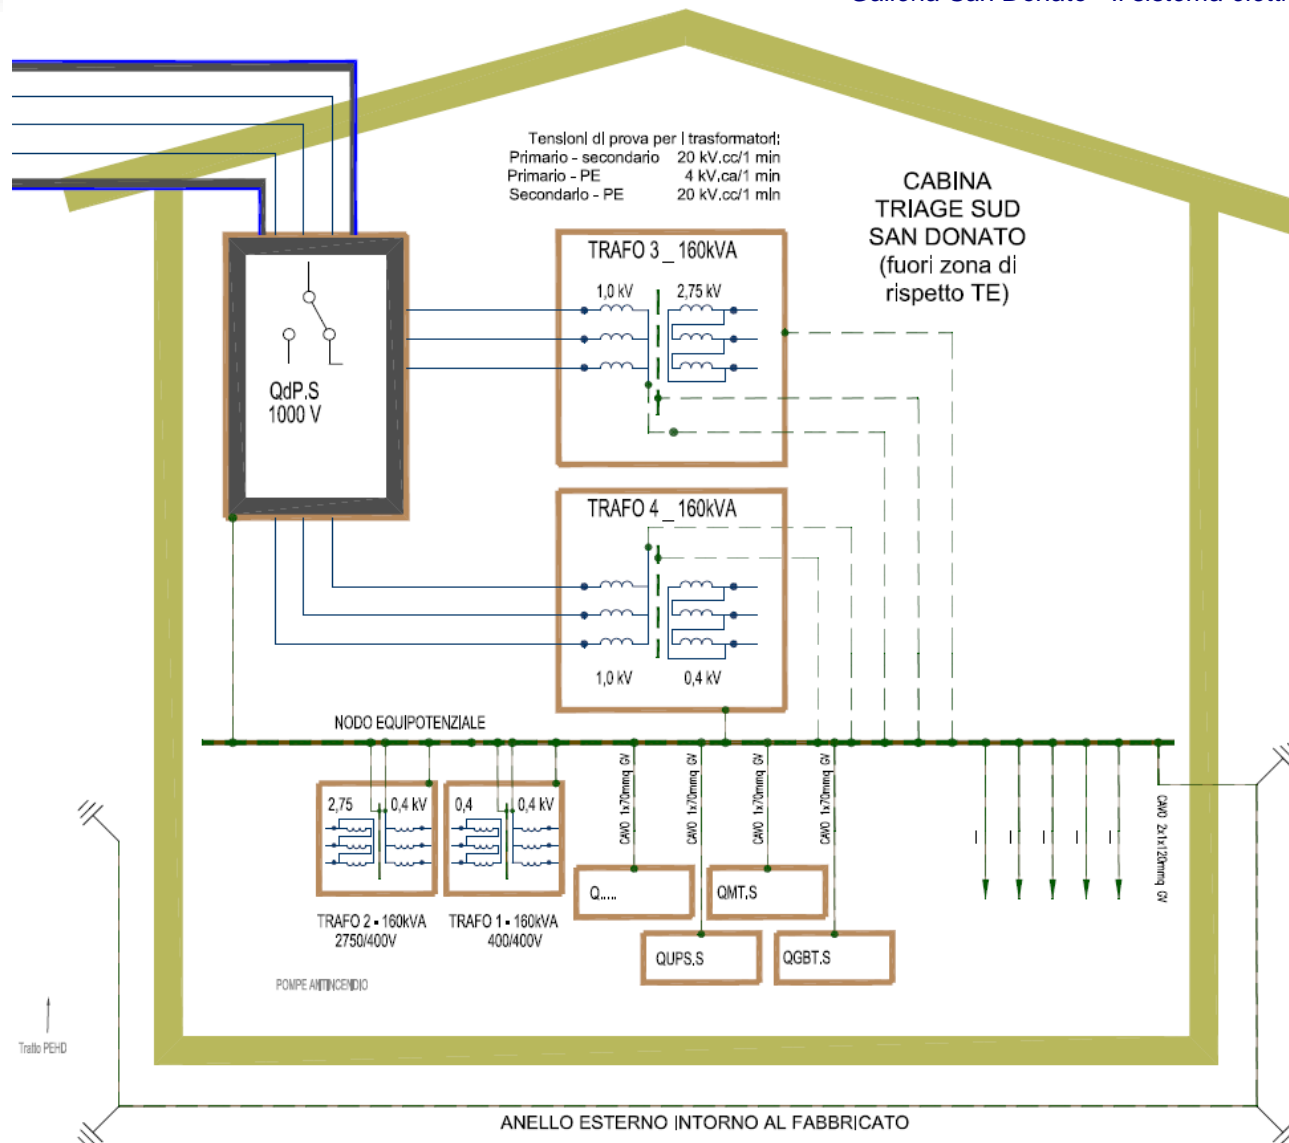 Tensioni di prova per i trasformatori:
Primario - secondario 20 kV.cc/1 min
Primario - PE 4 kV.ca/1 min
Secondario - PE 20 kV.cc/1 min
CABINA
TRIAGE SUD
SAN DONATO
(fuori zona di
rispetto TE)
TRAFO 3 _ 160kVA
1,0 kV 2,75 kV
QdP.S
1000 V
TRAFO 4 _ 160kVA
1,0 kV 0,4 kV
NODO EQUIPOTENZIALE
CAVO 1x70mmq GV
CAVO 1x70mmq GV
CAVO 1x70mmq GV
CAVO 1x70mmq GV
CAVO 2x1x120mmq GV
2,75 0,4 kV
0,4 0,4 kV
Q.....
QMT.S
TRAFO 2 - 160kVA
2750/400V
TRAFO 1 - 160kVA
400/400V
QUPS.S
QGBT.S
POMPE ANTINCENDIO
Tratto PEHD
ANELLO ESTERNO INTORNO AL FABBRICATO